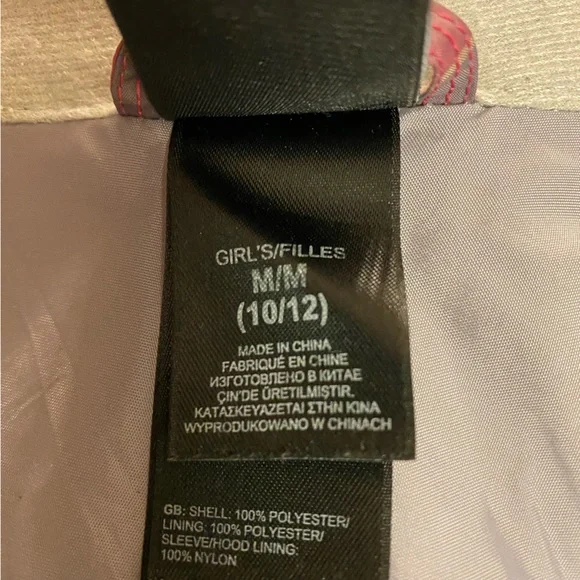 GIRL'S/FILLES
M/M
(10/12)
MADE IN CHINA
FABRIQUÉ EN CHINE
ИЗГОТОВЛЕНО В КИТАЕ
ÇIN'DE ÜRETILMIŞTIR.
ΚΑΤΑΣΚΕΥΑΖΕΤΑΙ ΣΤΗΝ ΚΙΝΑ
WYPRODUKOWANO W CHINACH
GB: SHELL: 100% POLYESTER/
LINING: 100% POLYESTER/
SLEEVE/HOOD LINING:
100% NYLON